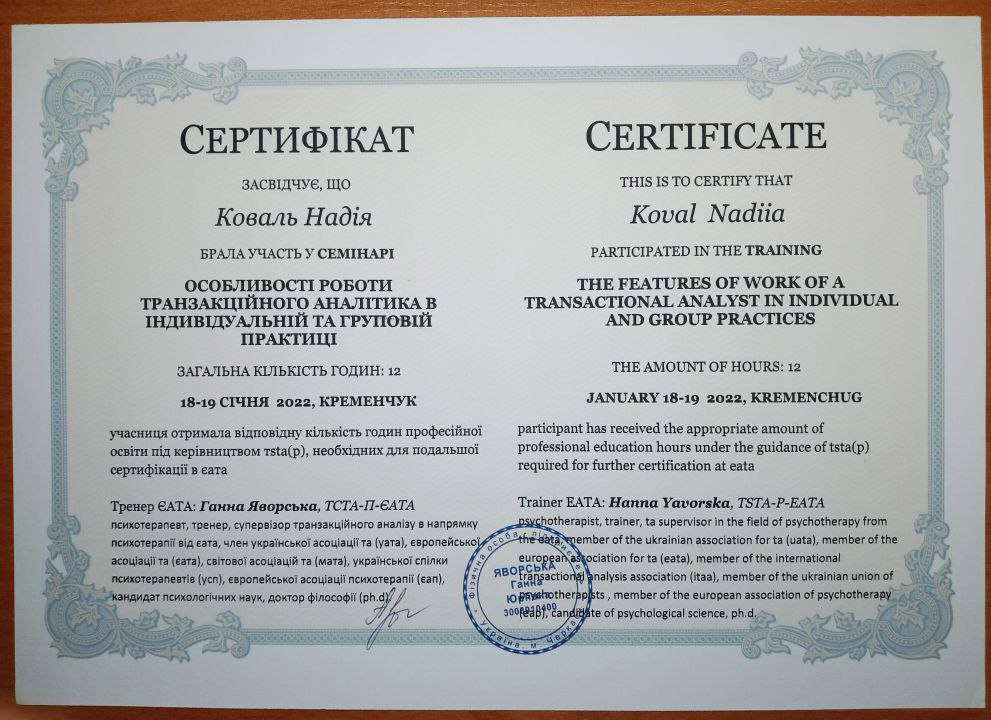 СЕРТИФІКАТ
ЗАСВІДЧУЄ, ЩО
Коваль Надія
БРАЛА УЧАСТЬ У СЕМІНАРІ
ОСОБЛИВОСТІ РОБОТИ
ТРАНЗАКЦІЙНОГО АНАЛІТИКА В
ІНДИВІДУАЛЬНІЙ ТА ГРУПОВІЙ
ПРАКТИЦІ
ЗАГАЛЬНА КІЛЬКІСТЬ ГОДИН: 12
18-19 СІЧНЯ 2022, КРЕМЕНЧУК
учасниця отримала відповідну кількість годин професійної
освіти під керівництвом tsta(p), необхідних для подальшої
сертифікації в єата
Тренер ЄАТА: Ганна Яворська, ТСТА-П-ЄАТА
психотерапевт, тренер, супервізор транзакційного аналізу в напрямку
психотерапії від єата, член української асоціації та (уата), європейської
асоціації та (єата), світової асоціацій та (мата), української спілки
психотерапевтів (усп), європейської асоціації психотерапії (єап),
кандидат психологічних наук, доктор філософії (ph.d)
CERTIFICATE
THIS IS TO CERTIFY THAT
Koval Nadiia
PARTICIPATED IN THE TRAINING
THE FEATURES OF WORK OF A
TRANSACTIONAL ANALYST IN INDIVIDUAL
AND GROUP PRACTICES
THE AMOUNT OF HOURS: 12
JANUARY 18-19 2022, KREMENCHUG
participant has received the appropriate amount of
professional education hours under the guidance of tsta(p)
required for further certification at eata
Trainer EATA: Hanna Yavorska, TSTA-P-EATA
psychotherapist, trainer, ta supervisor in the field of psychotherapy from
the eata, member of the ukrainian association for ta (uata), member of the
european association for ta (eata), member of the international
transactional analysis association (itaa), member of the ukrainian union of
psychotherapists , member of the european association of psychotherapy
(eap), candidate of psychological science, ph.d.
Фізична особа
ЯВОРСЬКА
Ганна
Україна, м.